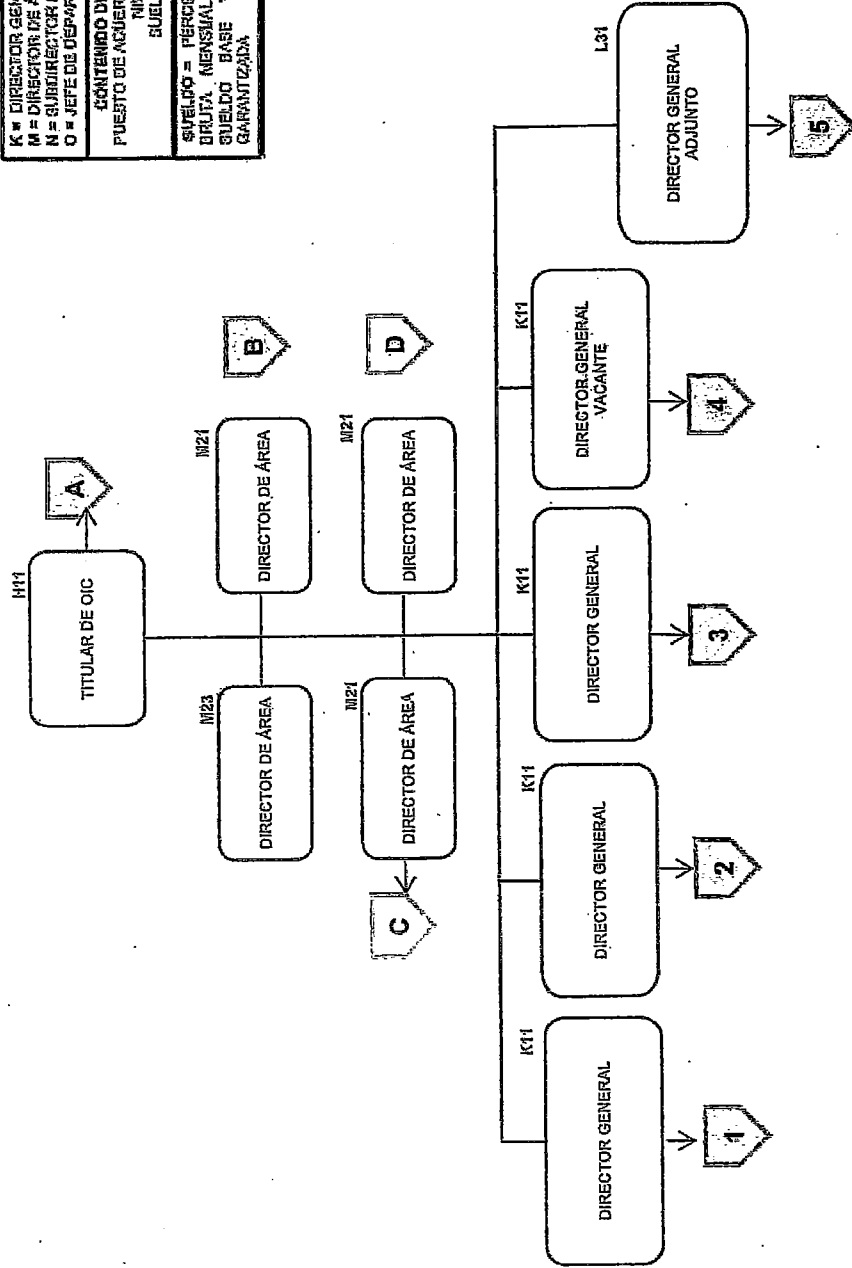 K = DIRECTOR GEN
M = DIRECTOR DE Á
N = SUBDIRECTOR
O = JEFE DE DEPAR
CONTENIDO DE
PUESTO DE ACUER
SUEL
SUELDO = PERCE
BRUTA MENSUAL
SUELDO BASE
GARANTIZADA
H11
TITULAR DE OIC
A
M23
DIRECTOR DE ÁREA
M21
DIRECTOR DE ÁREA
B
C
M21
DIRECTOR DE ÁREA
M21
DIRECTOR DE ÁREA
D
K11
DIRECTOR GENERAL
1
K11
DIRECTOR GENERAL
2
K11
DIRECTOR GENERAL
3
K11
DIRECTOR GENERAL
VACANTE
4
L31
DIRECTOR GENERAL
ADJUNTO
5